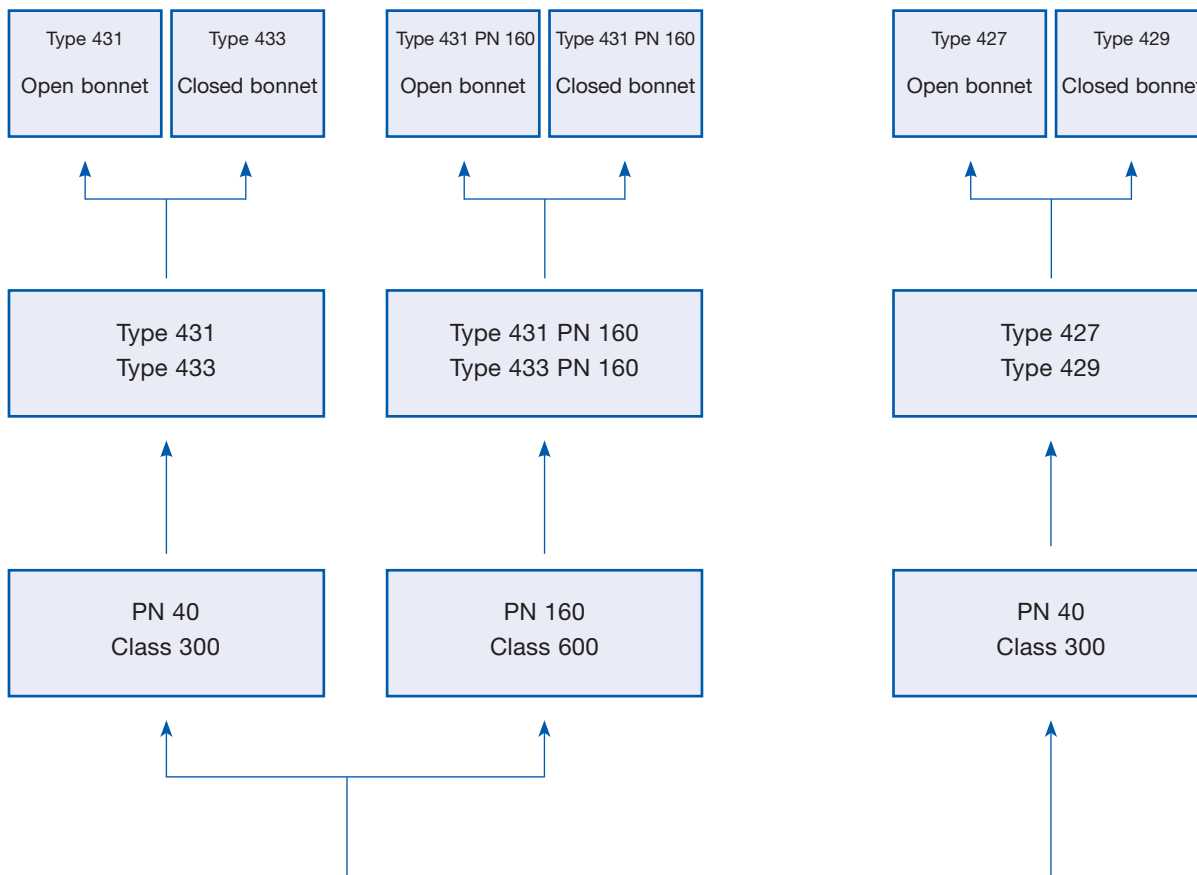 Type 431
Open bonnet
Type 433
Closed bonnet
Type 431 PN 160
Open bonnet
Type 431 PN 160
Closed bonnet
Type 427
Open bonnet
Type 429
Closed bonnet
Type 431
Type 433
Type 431 PN 160
Type 433 PN 160
Type 427
Type 429
PN 40
Class 300
PN 160
Class 600
PN 40
Class 300